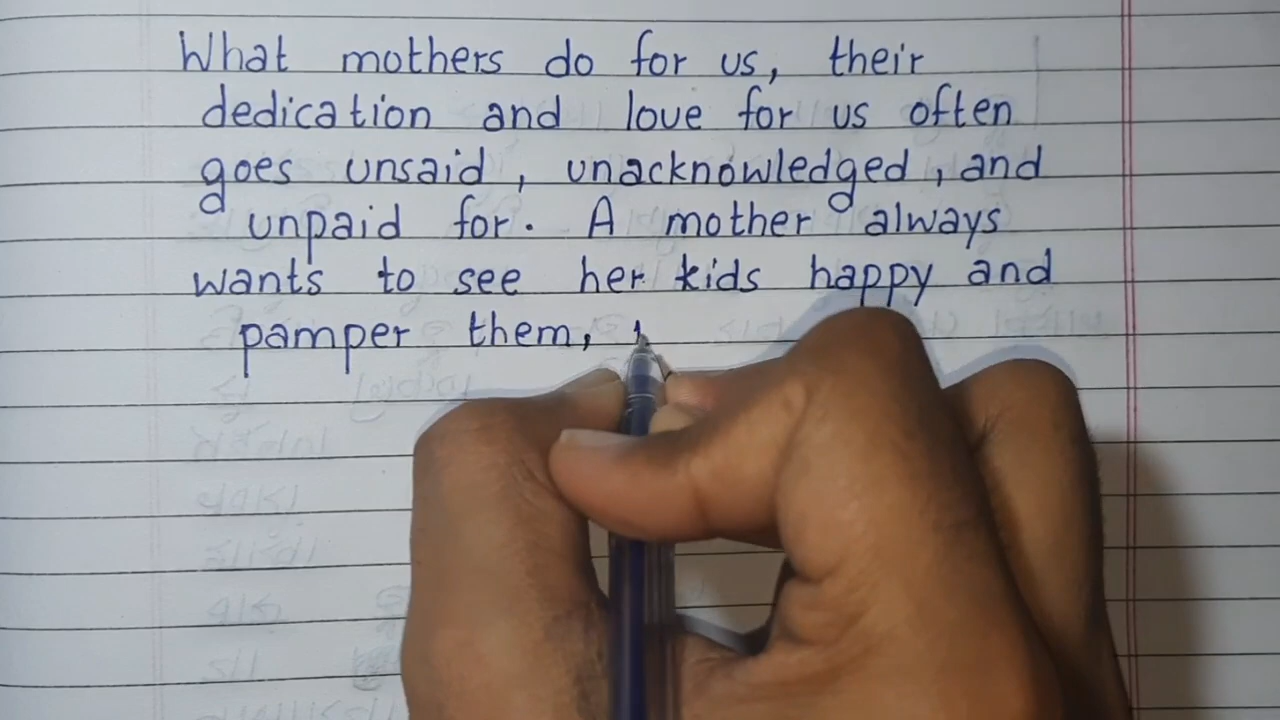 What mothers do for us, their
dedication and love for us often
goes unsaid, unacknowledged, and
unpaid for. A mother always
wants to see her kids happy and
pamper them,